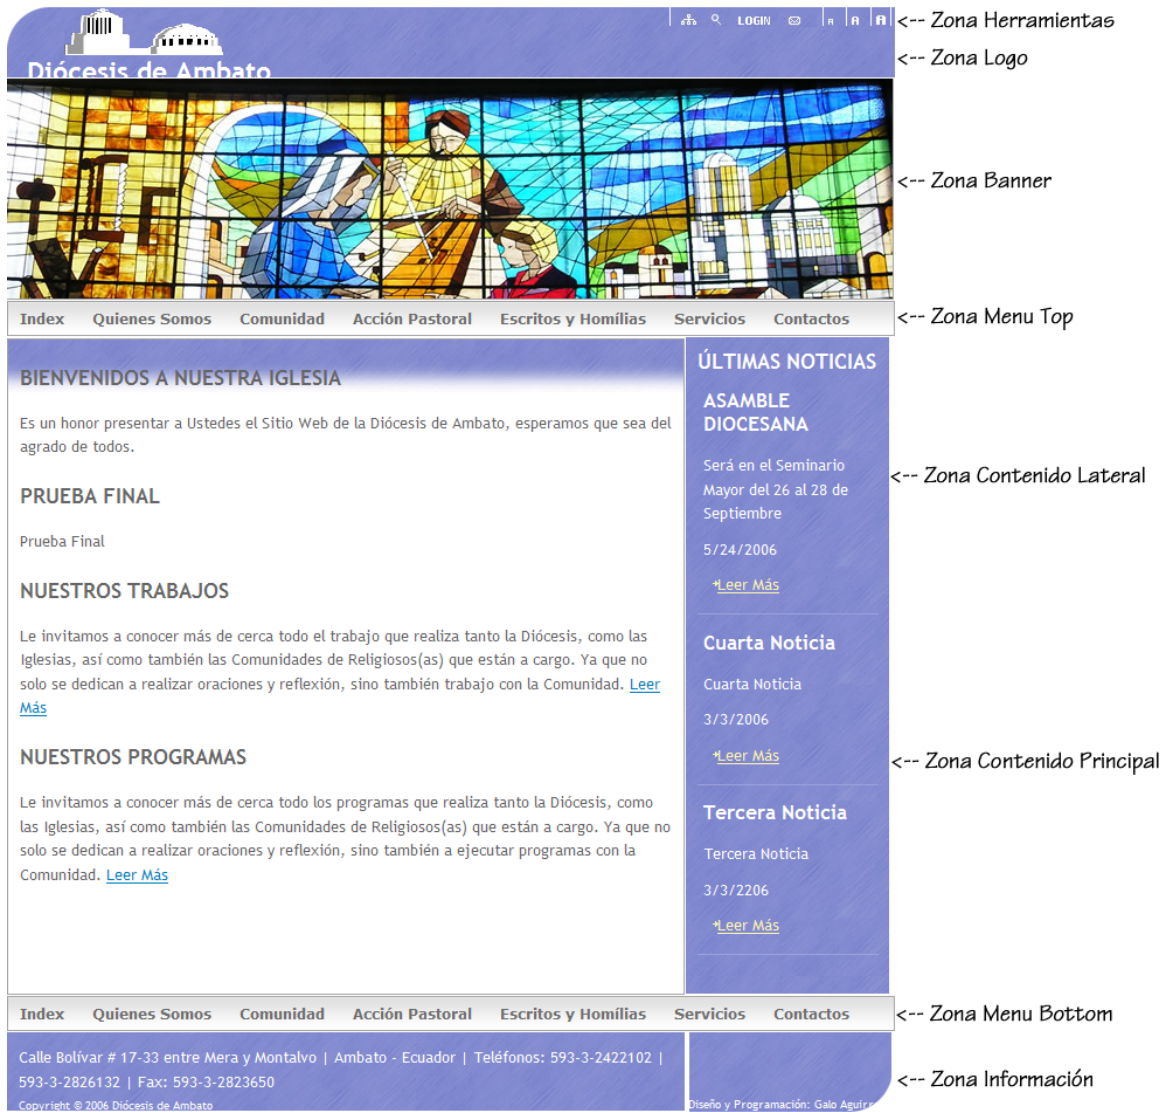 LOGIN A A A <-- Zona Herramientas
Diócesis de Ambato <-- Zona Logo
<-- Zona Banner
Index Quienes Somos Comunidad Acción Pastoral Escritos y Homílias Servicios Contactos <-- Zona Menu Top
BIENVENIDOS A NUESTRA IGLESIA
Es un honor presentar a Ustedes el Sitio Web de la Diócesis de Ambato, esperamos que sea del
agrado de todos.
PRUEBA FINAL
Prueba Final
NUESTROS TRABAJOS
Le invitamos a conocer más de cerca todo el trabajo que realiza tanto la Diócesis, como las
Iglesias, así como también las Comunidades de Religiosos(as) que están a cargo. Ya que no
solo se dedican a realizar oraciones y reflexión, sino también trabajo con la Comunidad. Leer
Más
NUESTROS PROGRAMAS
Le invitamos a conocer más de cerca todo los programas que realiza tanto la Diócesis, como
las Iglesias, así como también las Comunidades de Religiosos(as) que están a cargo. Ya que no
solo se dedican a realizar oraciones y reflexión, sino también a ejecutar programas con la
Comunidad. Leer Más
ÚLTIMAS NOTICIAS
ASAMBLE
DIOCESANA
Será en el Seminario
Mayor del 26 al 28 de
Septiembre
5/24/2006
Leer Más
Cuarta Noticia
Cuarta Noticia
3/3/2006
Leer Más
Tercera Noticia
Tercera Noticia
3/3/2206
Leer Más
<-- Zona Contenido Lateral
<-- Zona Contenido Principal
Index Quienes Somos Comunidad Acción Pastoral Escritos y Homílias Servicios Contactos <-- Zona Menu Bottom
Calle Bolívar # 17-33 entre Mera y Montalvo | Ambato - Ecuador | Teléfonos: 593-3-2422102 |
593-3-2826132 | Fax: 593-3-2823650
Copyright © 2006 Diócesis de Ambato
Diseño y Programación: Galo Aguirr
<-- Zona Información